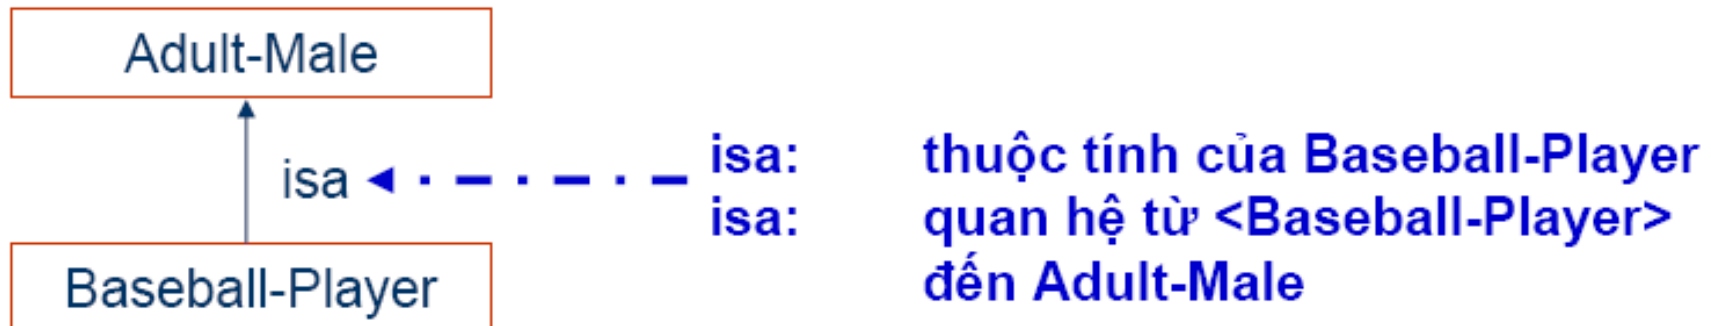 Adult-Male
isa
isa: thuộc tính của Baseball-Player
isa: quan hệ từ <Baseball-Player>
đến Adult-Male
Baseball-Player